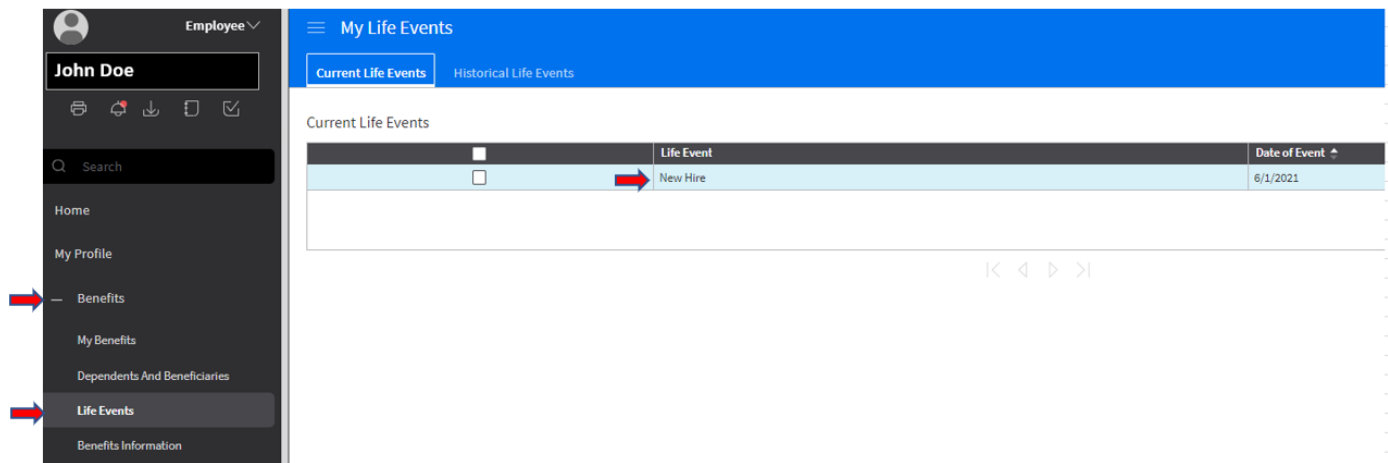 Employee
John Doe
Search
Home
My Profile
Benefits
My Benefits
Dependents And Beneficiaries
Life Events
Benefits Information
My Life Events
Current Life Events Historical Life Events
Current Life Events
Life Event Date of Event
New Hire 6/1/2021